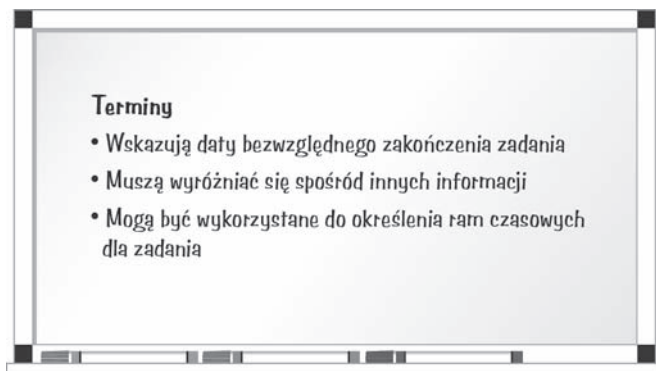 Terminy
• Wskazują daty bezwzględnego zakończenia zadania
• Muszą wyróżniać się spośród innych informacji
• Mogą być wykorzystane do określenia ram czasowych
dla zadania